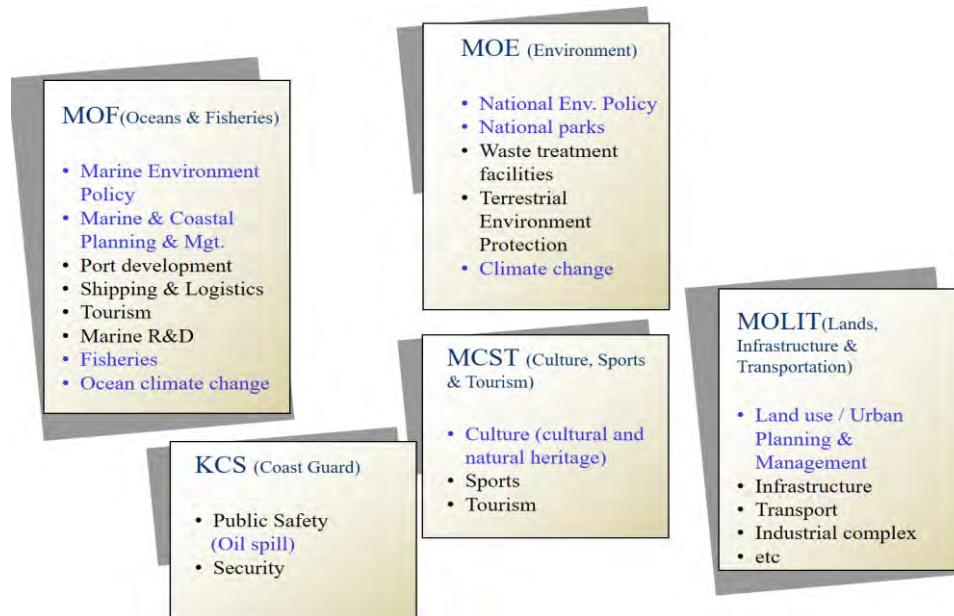 MOF(Oceans & Fisheries)
• Marine Environment
Policy
• Marine & Coastal
Planning & Mgt.
• Port development
• Shipping & Logistics
• Tourism
• Marine R&D
• Fisheries
• Ocean climate change
MOE (Environment)
• National Env. Policy
• National parks
• Waste treatment
facilities
• Terrestrial
Environment
Protection
• Climate change
MOLIT(Lands,
Infrastructure &
Transportation)
• Land use / Urban
Planning &
Management
• Infrastructure
• Transport
• Industrial complex
• etc
MCST (Culture, Sports
& Tourism)
• Culture (cultural and
natural heritage)
• Sports
• Tourism
KCS (Coast Guard)
• Public Safety
(Oil spill)
• Security